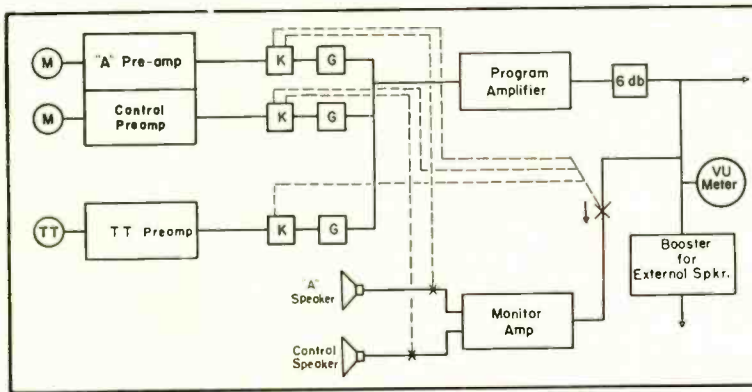 M
"A" Pre-amp
K
G
Program
Amplifier
6 db
M
Control
Preamp
K
G
VU
Meter
TT
TT Preamp
K
G
Booster
for
External Spkr.
"A"
Speaker
Monitor
Amp
Control
Speaker